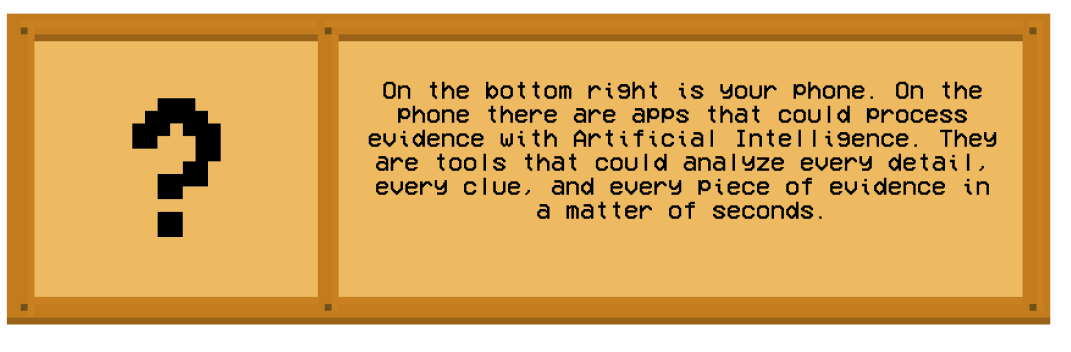 ?
On the bottom right is your phone. On the
phone there are apps that could process
evidence with Artificial Intelligence. They
are tools that could analyze every detail,
every clue, and every piece of evidence in
a matter of seconds.